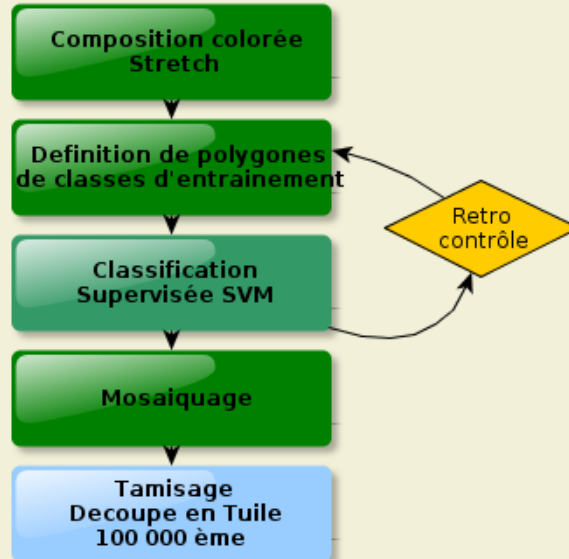 Composition colorée
Stretch
Definition de polygones
de classes d'entrainement
Retro
contrôle
Classification
Supervisée SVM
Mosaiquage
Tamisage
Decoupe en Tuile
100 000 ème